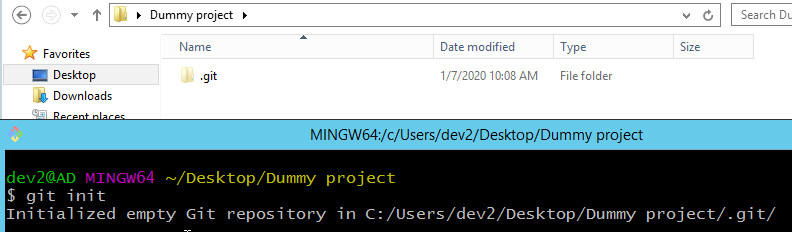 Dummy project
Search Du
Favorites
Name
Date modified
Type
Size
Desktop
.git
1/7/2020 10:08 AM
File folder
Downloads
Recent places
MINGW64:/c/Users/dev2/Desktop/Dummy project
dev2@AD MINGW64 ~/Desktop/Dummy project
$ git init
Initialized empty Git repository in C:/Users/dev2/Desktop/Dummy project/.git/